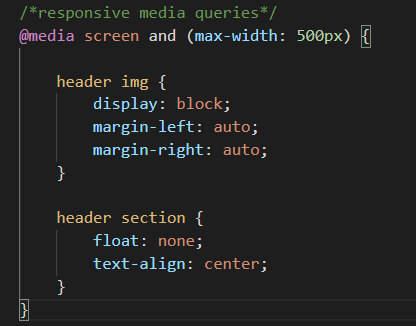 /*responsive media queries*/
@media screen and (max-width: 500px) {
header img {
display: block;
margin-left: auto;
margin-right: auto;
}
header section {
float: none;
text-align: center;
}
}